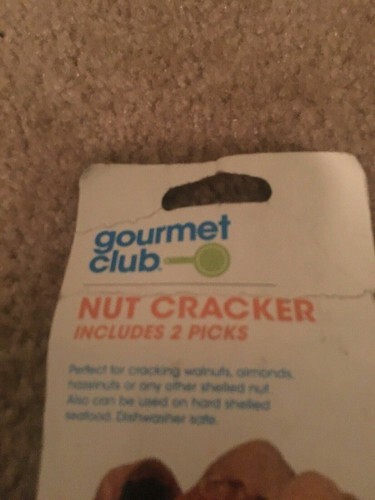 gourmet
club
NUT CRACKER
INCLUDES 2 PICKS
Perfect for cracking walnuts, almonds,
hazelnuts or any other shelled nut.
Also can be used on hard shelled
seafood. Dishwasher safe.